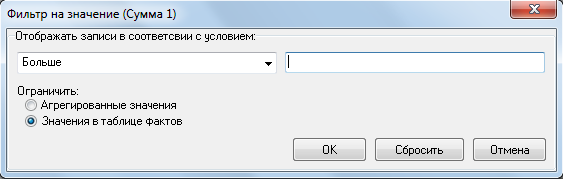 Фильтр на значение (Сумма 1)
Отображать записи в соответсвии с условием:
Больше
Ограничить:
Агрегированные значения
Значения в таблице фактов
OK Сбросить Отмена